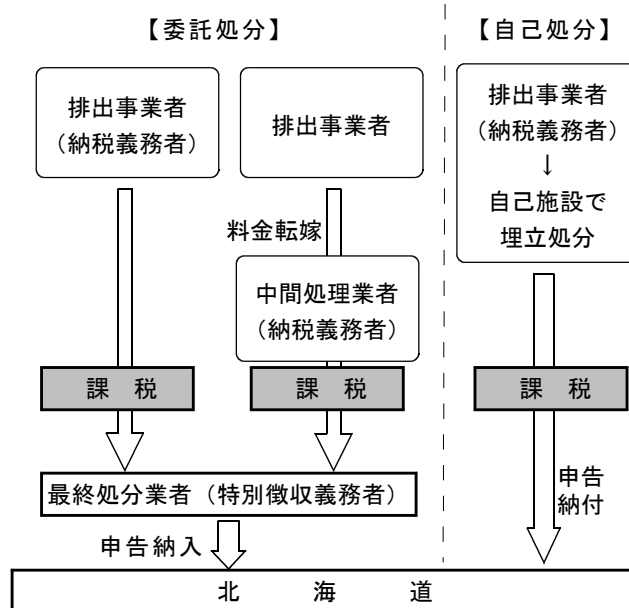 【委託処分】
【自己処分】
排出事業者
（納税義務者）
排出事業者
排出事業者
（納税義務者）
↓
自己施設で
埋立処分
料金転嫁
中間処理業者
（納税義務者）
課 税
課 税
課 税
最終処分業者（特別徴収義務者）
申告納入
申告
納付
北 海 道